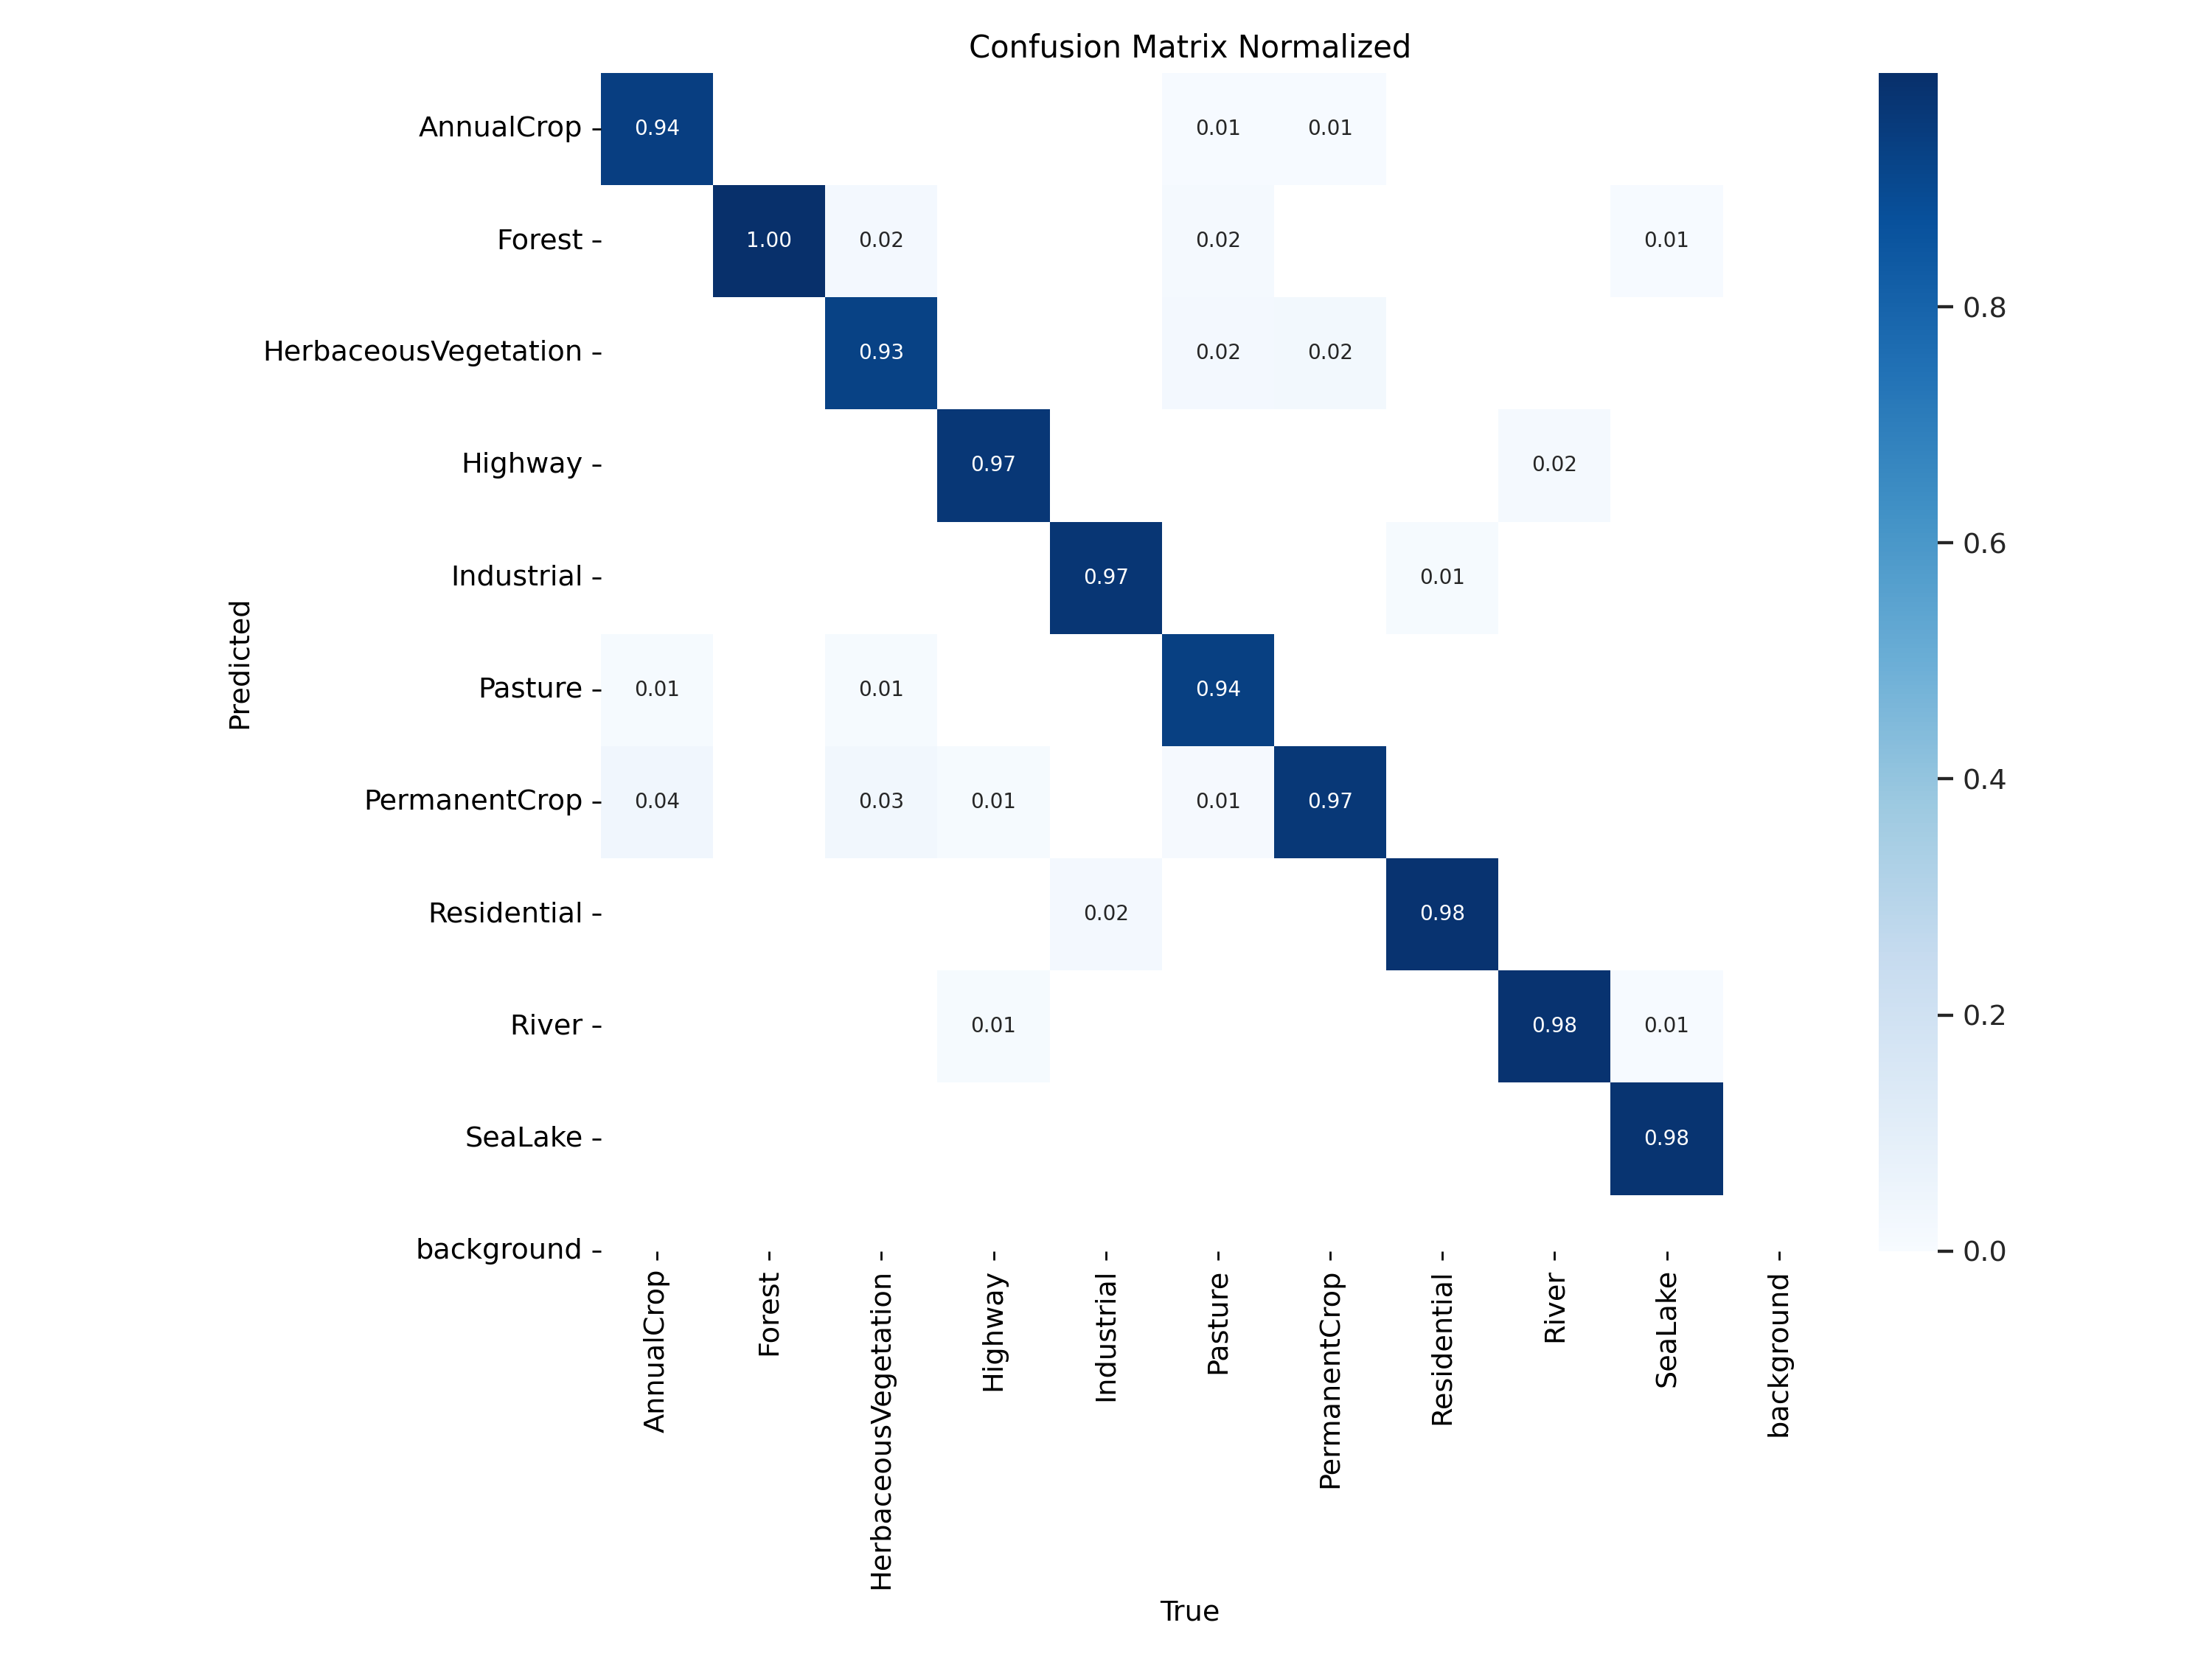 Confusion Matrix Normalized
AnnualCrop 0.94 0.01 0.01
Forest 1.00 0.02 0.02 0.01
HerbaceousVegetation 0.93 0.02 0.02
Highway 0.97 0.02
Industrial 0.97 0.01
Pasture 0.01 0.01 0.94
PermanentCrop 0.04 0.03 0.01 0.01 0.97
Residential 0.02 0.98
River 0.01 0.98 0.01
SeaLake 0.98
background
Predicted
AnnualCrop
Forest
HerbaceousVegetation
Highway
Industrial
Pasture
PermanentCrop
Residential
River
SeaLake
background
True
0.8
0.6
0.4
0.2
0.0